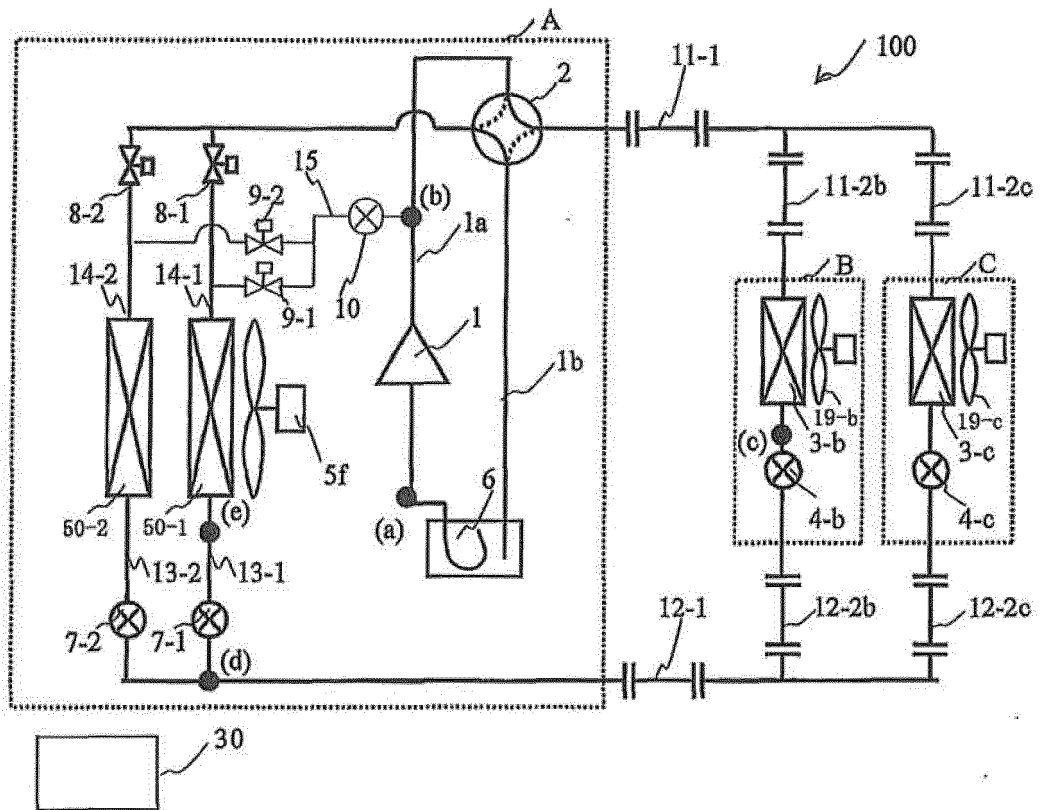 A
100
11-1
2
15
9-2
(b)
8-2
8-1
11-2b
11-2c
1a
14-2
14-1
B
C
9-1
10
1
1b
19-b
19-c
(c)
3-b
3-c
5f
6
50-2
50-1
(e)
(a)
4-b
4-c
13-2
13-1
7-2
7-1
12-1
12-2b
12-2c
(d)
30